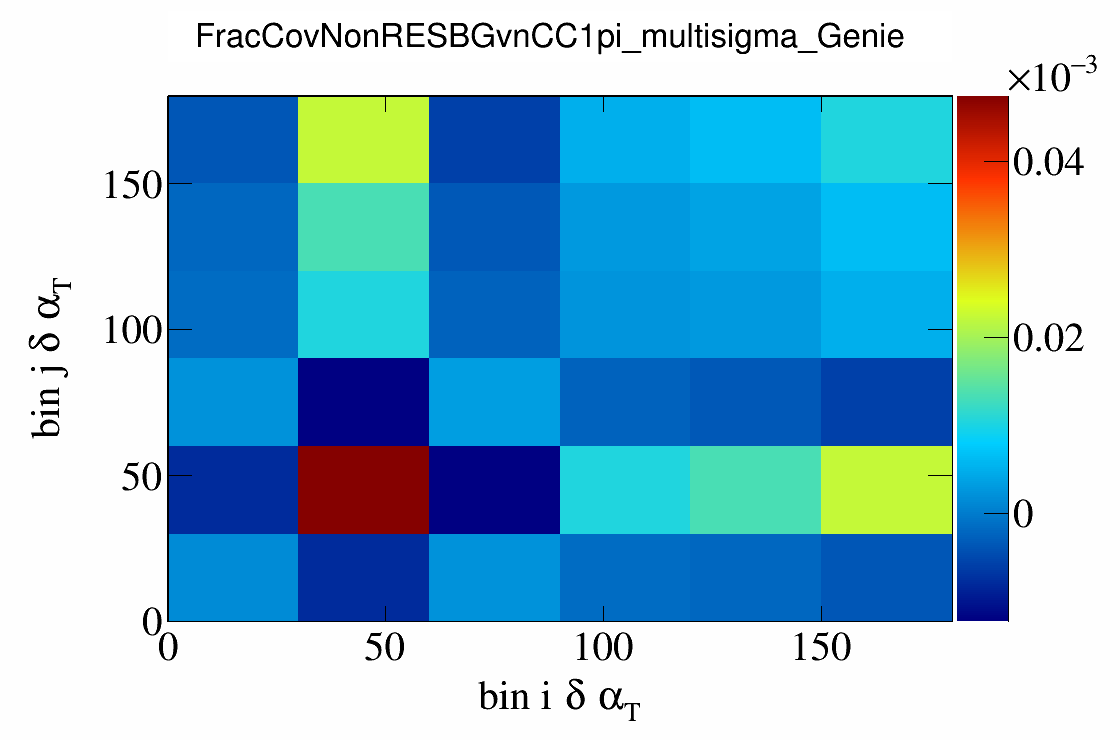 FracCovNonRESBGvnCC1pi_multisigma_Genie
×10⁻³
0.04
0.02
0
150
100
50
0
0 50 100 150
bin j δ α_T
bin i δ α_T